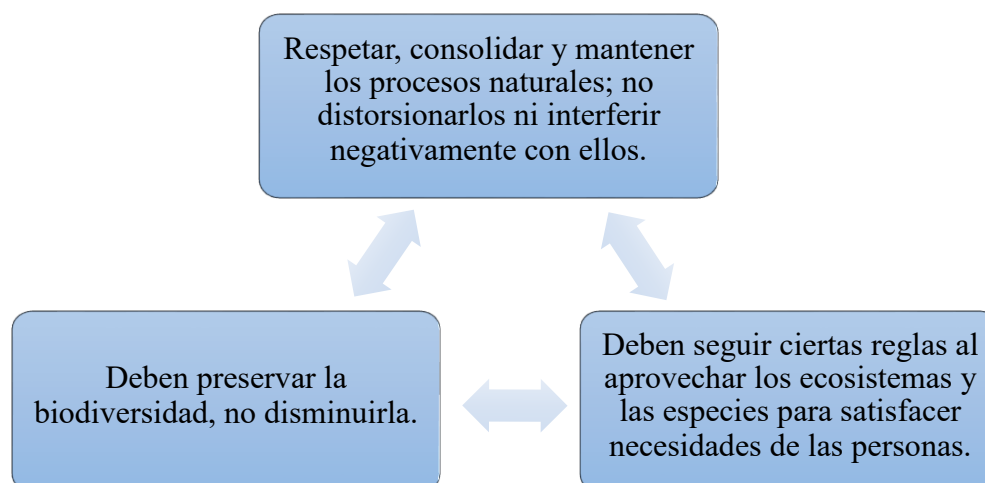 Respetar, consolidar y mantener
los procesos naturales; no
distorsionarlos ni interferir
negativamente con ellos.
Deben preservar la
biodiversidad, no disminuirla.
Deben seguir ciertas reglas al
aprovechar los ecosistemas y
las especies para satisfacer
necesidades de las personas.